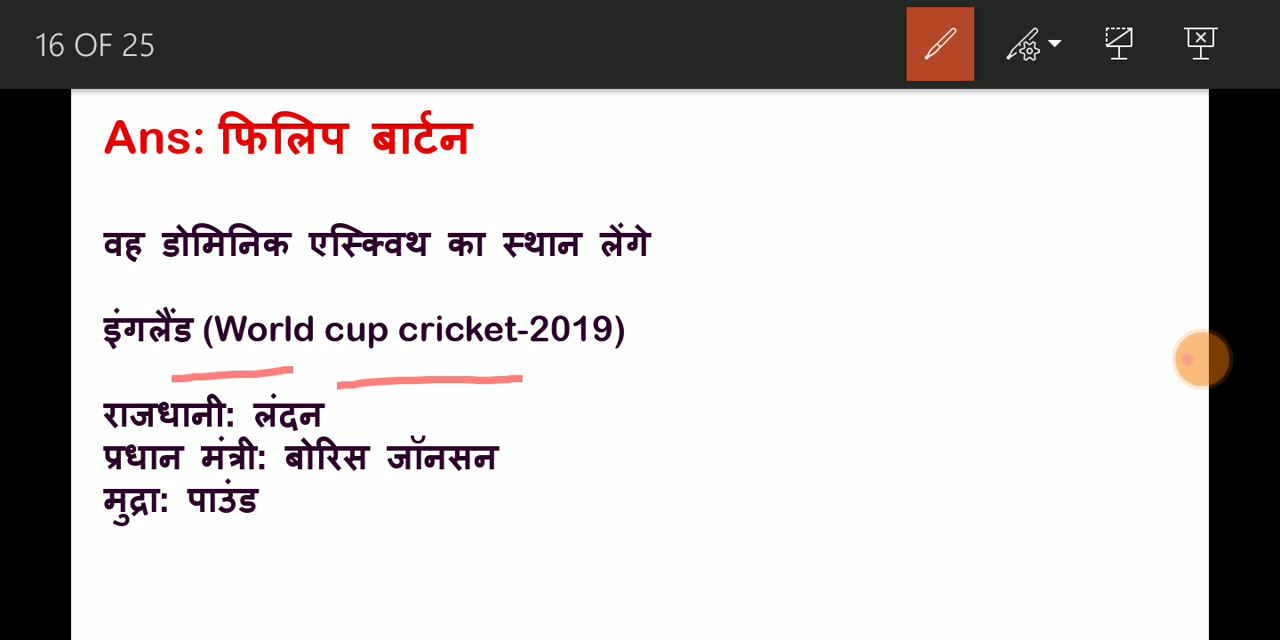 16 OF 25
Ans: फिलिप बार्टन
वह डोमिनिक एस्क्विथ का स्थान लेंगे
इंगलैंड (World cup cricket-2019)
राजधानी: लंदन
प्रधान मंत्री: बोरिस जॉनसन
मुद्रा: पाउंड